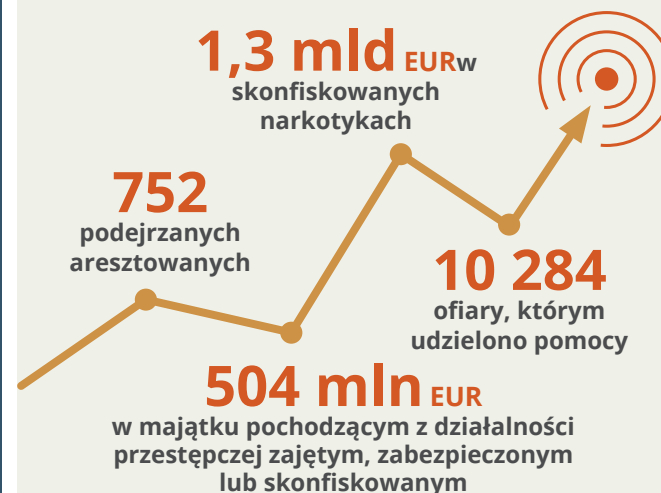 1,3 mld EURw
skonfiskowanych
narkotykach
752
podejrzanych
aresztowanych
10 284
ofiary, którym
udzielono pomocy
504 mln EUR
w majątku pochodzącym z działalności
przestępczej zajętym, zabezpieczonym
lub skonfiskowanym